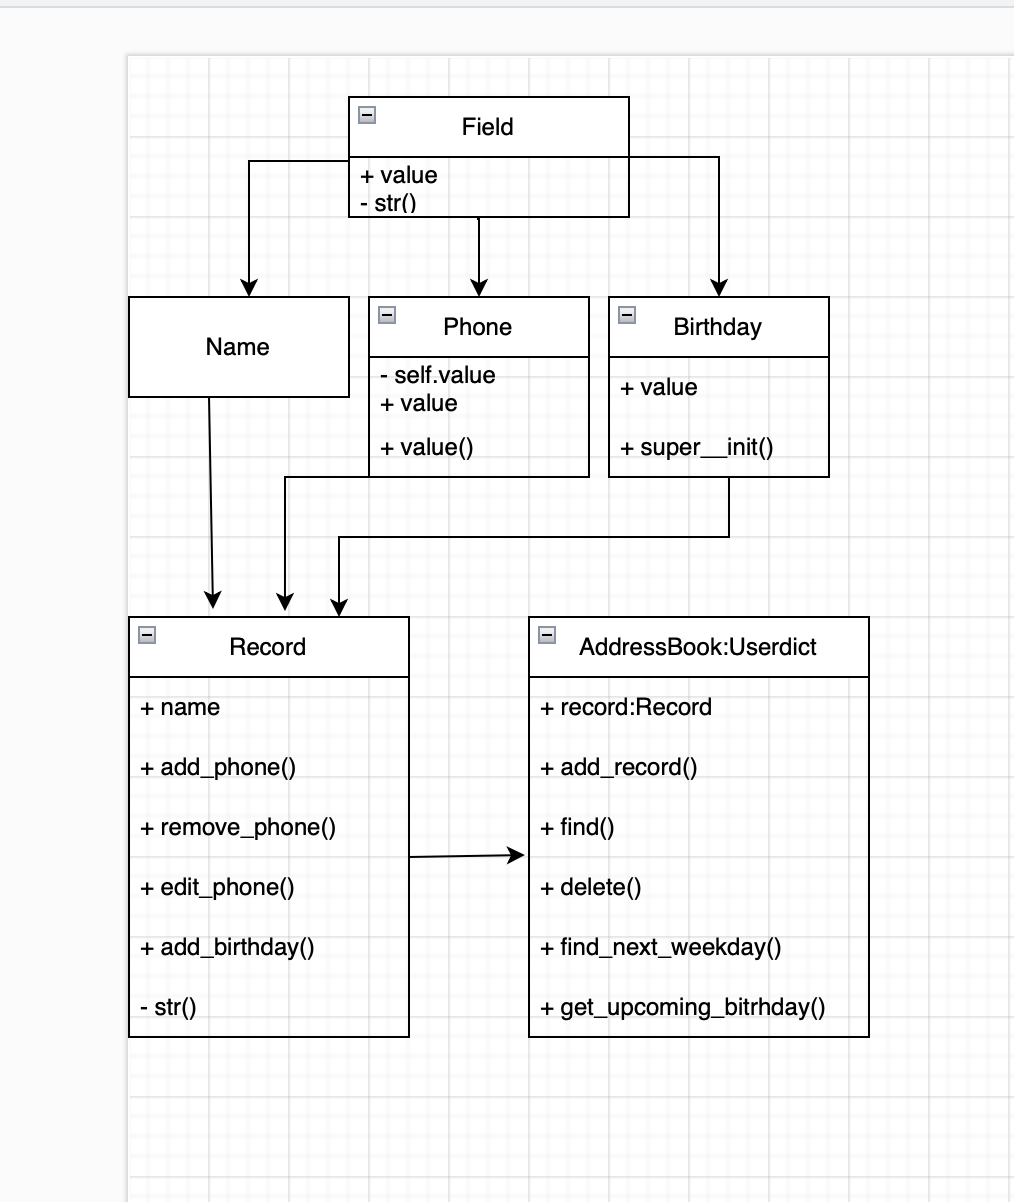 Field
+ value
- str()
Name
Phone
- self.value
+ value
+ value()
Birthday
+ value
+ super__init()
Record
+ name
+ add_phone()
+ remove_phone()
+ edit_phone()
+ add_birthday()
- str()
AddressBook:Userdict
+ record:Record
+ add_record()
+ find()
+ delete()
+ find_next_weekday()
+ get_upcoming_bitrhday()